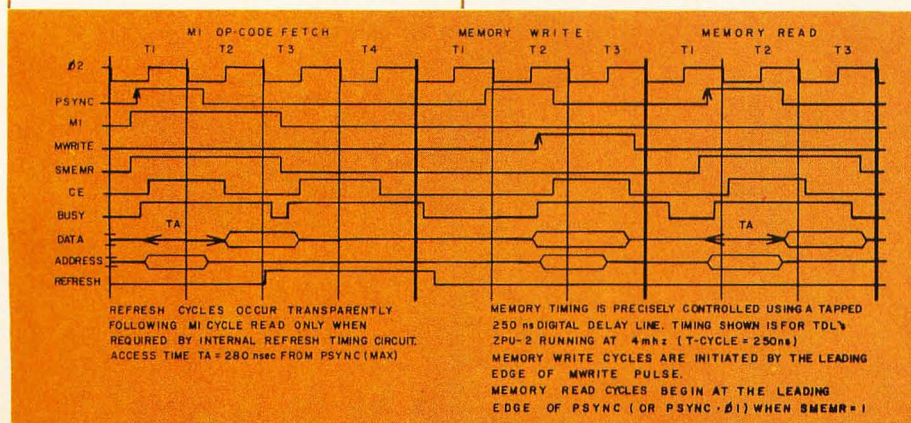 M1 OP-CODE FETCH MEMORY WRITE MEMORY READ
T1 T2 T3 T4 T1 T2 T3 T1 T2 T3
Ø2
PSYNC
M1
MWRITE
SMEMR
CE
BUSY
TA TA
DATA
ADDRESS
REFRESH
REFRESH CYCLES OCCUR TRANSPARENTLY
FOLLOWING M1 CYCLE READ ONLY WHEN
REQUIRED BY INTERNAL REFRESH TIMING CIRCUIT.
ACCESS TIME TA = 280 nsec FROM PSYNC (MAX)
MEMORY TIMING IS PRECISELY CONTROLLED USING A TAPPED
250 ns DIGITAL DELAY LINE. TIMING SHOWN IS FOR TDL's
ZPU-2 RUNNING AT 4mhz (T-CYCLE = 250ns)
MEMORY WRITE CYCLES ARE INITIATED BY THE LEADING
EDGE OF MWRITE PULSE.
MEMORY READ CYCLES BEGIN AT THE LEADING
EDGE OF PSYNC (OR PSYNC · Ø1) WHEN SMEMR = 1